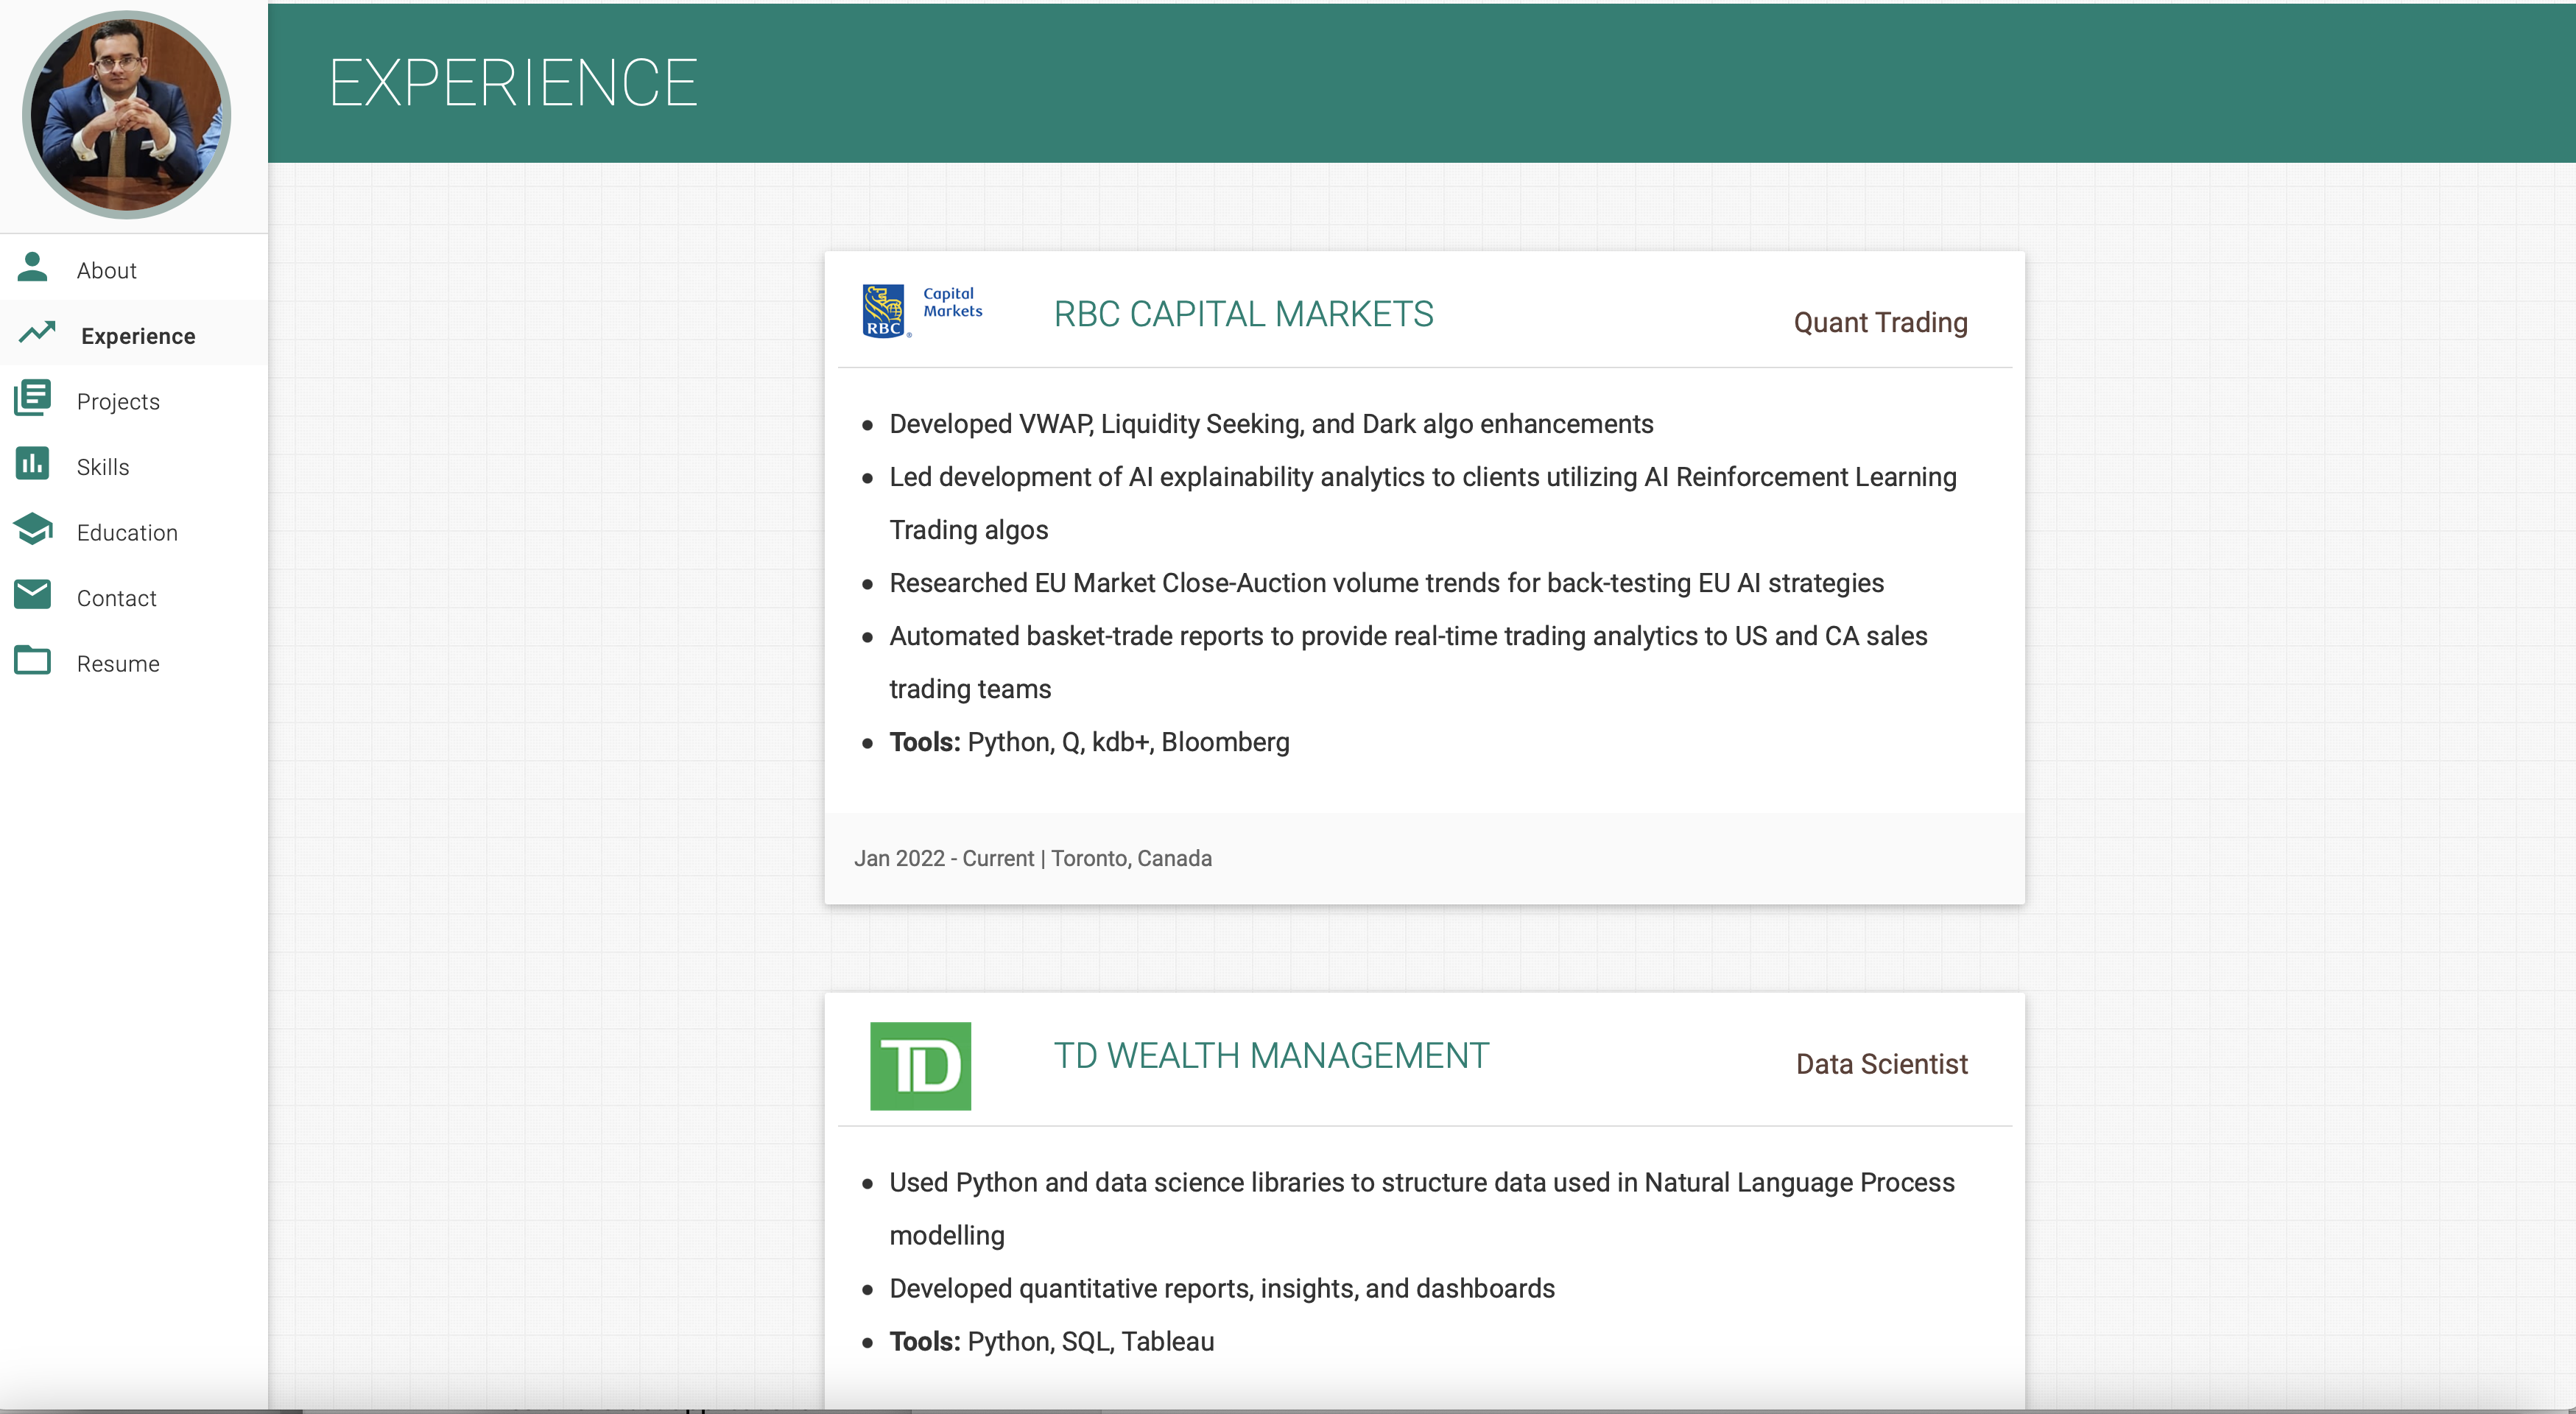 EXPERIENCE
About
Experience
Projects
Skills
Education
Contact
Resume
RBC
®
Capital
Markets
RBC CAPITAL MARKETS
Quant Trading
Developed VWAP, Liquidity Seeking, and Dark algo enhancements
Led development of AI explainability analytics to clients utilizing AI Reinforcement Learning
Trading algos
Researched EU Market Close-Auction volume trends for back-testing EU AI strategies
Automated basket-trade reports to provide real-time trading analytics to US and CA sales
trading teams
Tools: Python, Q, kdb+, Bloomberg
Jan 2022 - Current | Toronto, Canada
TD
TD WEALTH MANAGEMENT
Data Scientist
Used Python and data science libraries to structure data used in Natural Language Process
modelling
Developed quantitative reports, insights, and dashboards
Tools: Python, SQL, Tableau